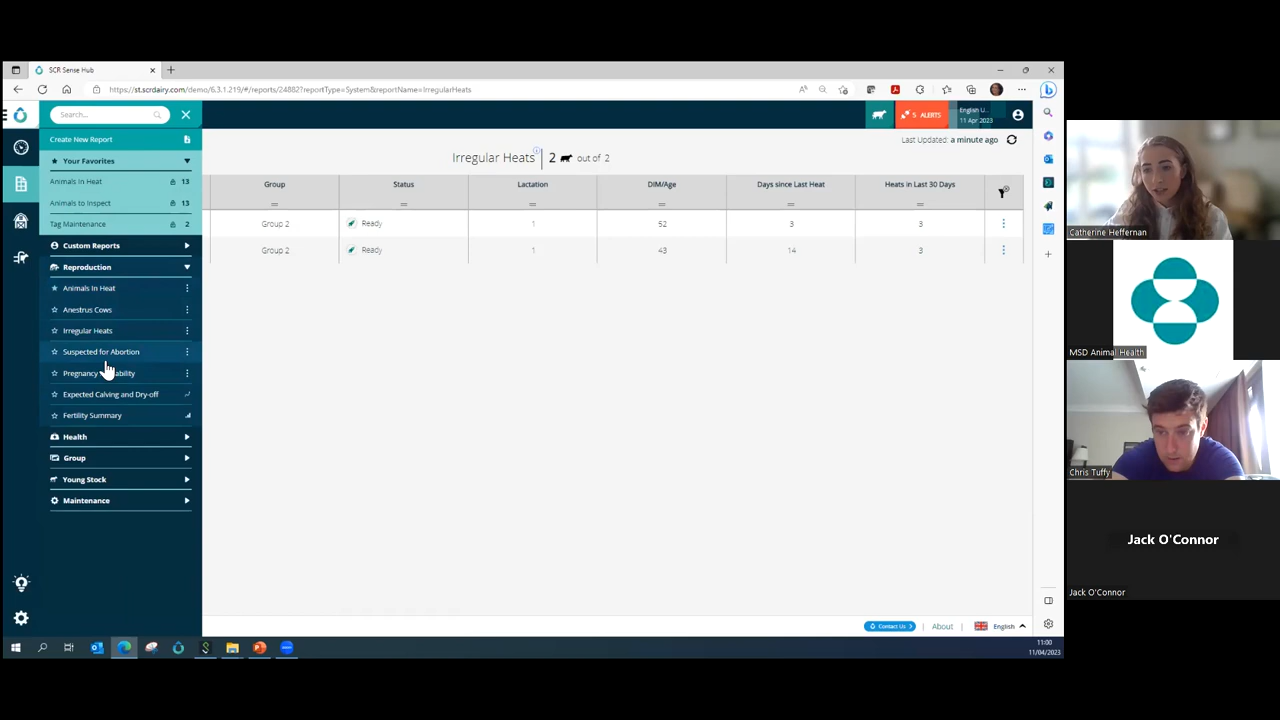 SCR Sense Hub
https://st.scrdairy.com/demo/6.3.1.219/#/reports/24882?reportType=System&reportName=IrregularHeats
Search...
5 ALERTS
English U...
11 Apr 2023
Create New Report
Last Updated: a minute ago
Your Favorites
Irregular Heats 2 out of 2
Animals In Heat 13
Animals to Inspect 13
Tag Maintenance 2
Custom Reports
Reproduction
Animals In Heat
Anestrus Cows
Irregular Heats
Suspected for Abortion
Pregnancy
Expected Calving and Dry-off
Fertility Summary
Health
Group
Young Stock
Maintenance
Group Status Lactation DIM/Age Days since Last Heat Heats in Last 30 Days
Group 2 Ready 1 52 3 3
Group 2 Ready 1 43 14 3
Contact Us
About
English
11:00
11/04/2023
Catherine Heffernan
MSD Animal Health
Chris Tuffy
Jack O'Connor
Jack O'Connor